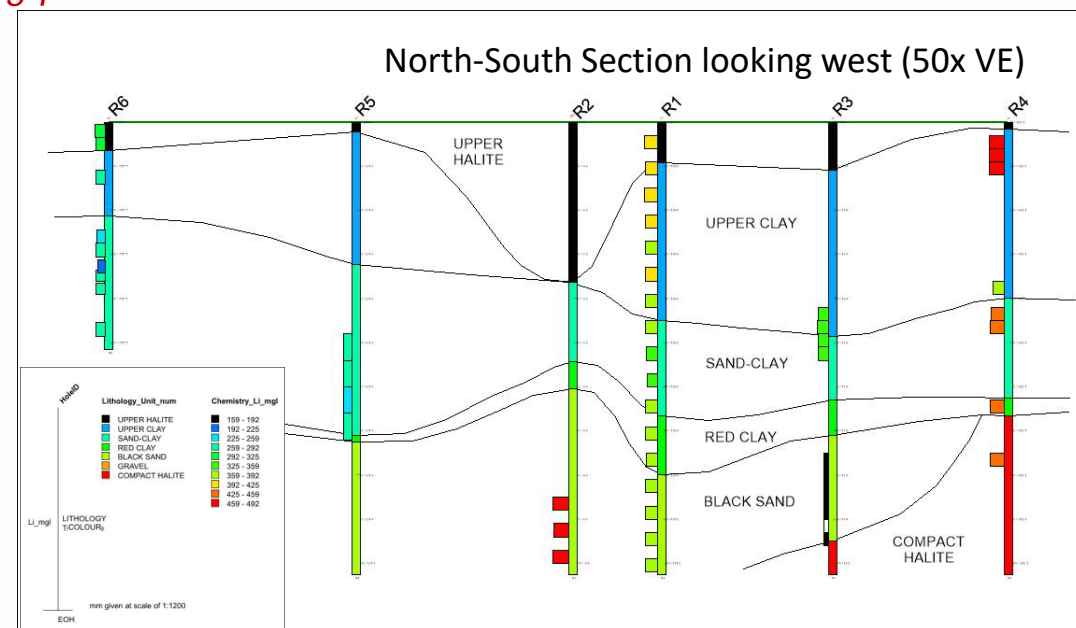 North-South Section looking west (50x VE)
R6
R5
R2
R1
R3
R4
UPPER
HALITE
UPPER CLAY
SAND-CLAY
RED CLAY
BLACK SAND
COMPACT
HALITE
HoleID
Lithology_Unit_num
UPPER HALITE
UPPER CLAY
SAND-CLAY
RED CLAY
BLACK SAND
GRAVEL
COMPACT HALITE
Chemistry_Li_mgl
159 - 192
192 - 225
225 - 259
259 - 292
292 - 325
325 - 359
359 - 392
392 - 425
425 - 459
459 - 492
Li_mgl
LITHOLOGY
mm given at scale of 1:1200
EOH